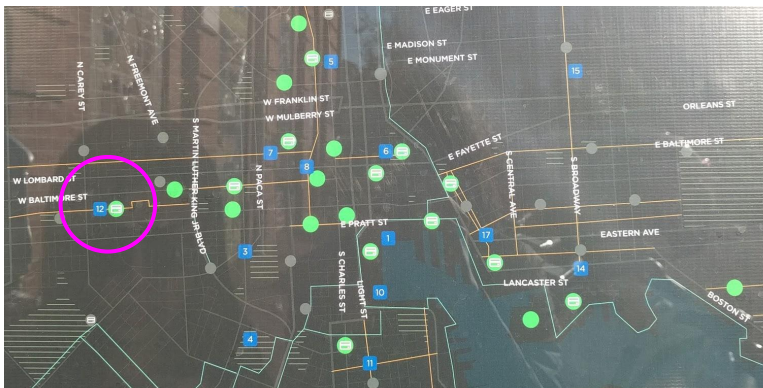 E EAGER ST
E MADISON ST
E MONUMENT ST
N CAREY ST
N FREEMONT AVE
5
15
W FRANKLIN ST
W MULBERRY ST
ORLEANS ST
S MARTIN LUTHER KING JR BLVD
7
8
6
E FAYETTE ST
E BALTIMORE ST
W LOMBARD ST
W BALTIMORE ST
N PACA ST
S CENTRAL AVE
S BROADWAY
12
E PRATT ST
1
17
EASTERN AVE
3
S CHARLES ST
LIGHT ST
10
14
LANCASTER ST
BOSTON ST
4
11